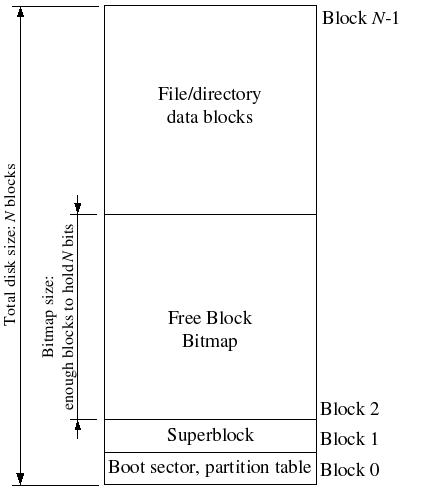 Block N-1
File/directory
data blocks
Total disk size: N blocks
Bitmap size:
enough blocks to hold N bits
Free Block
Bitmap
Block 2
Superblock
Block 1
Boot sector, partition table
Block 0